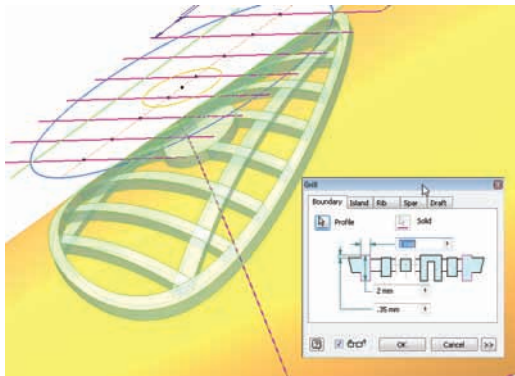 Grill
Boundary Island Rib Spar Draft
Profile Solid
2 mm
.35 mm
OK Cancel >>